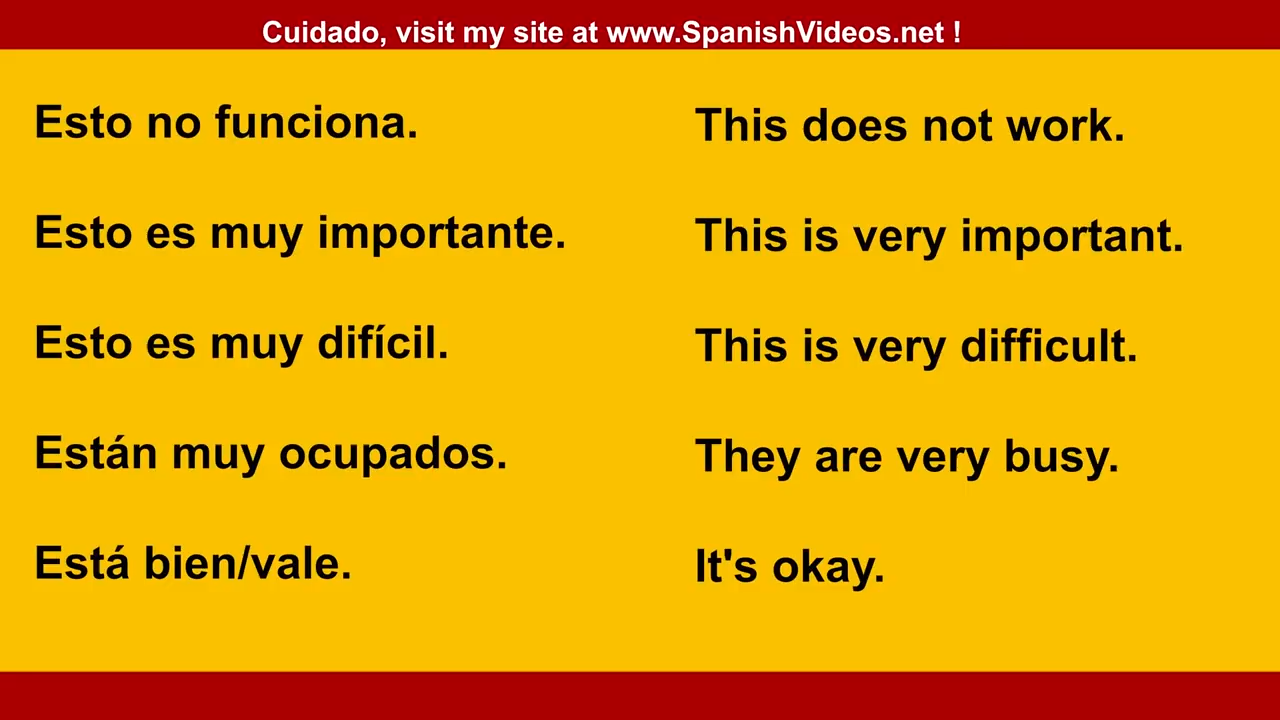 Cuidado, visit my site at www.SpanishVideos.net !
Esto no funciona. This does not work.
Esto es muy importante. This is very important.
Esto es muy difícil. This is very difficult.
Están muy ocupados. They are very busy.
Está bien/vale. It's okay.